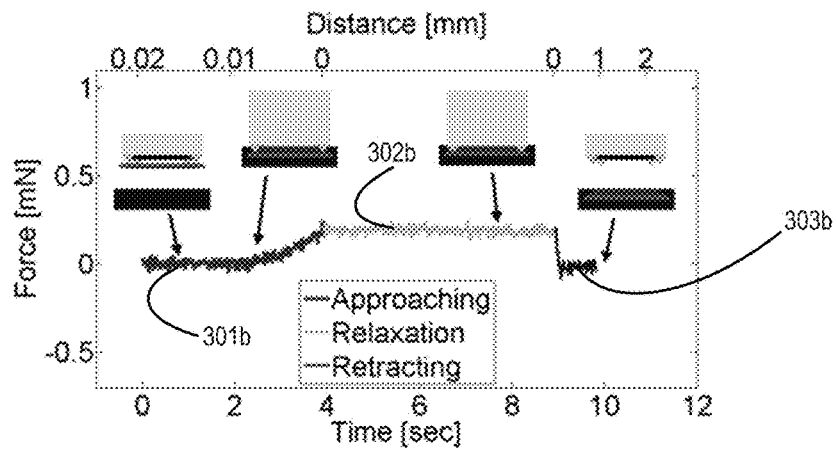 Distance [mm]
0.02 0.01 0 0 1 2
1
302b
0.5
Force [mN]
303b
0
301b
Approaching
Relaxation
Retracting
-0.5
0 2 4 6 8 10 12
Time [sec]